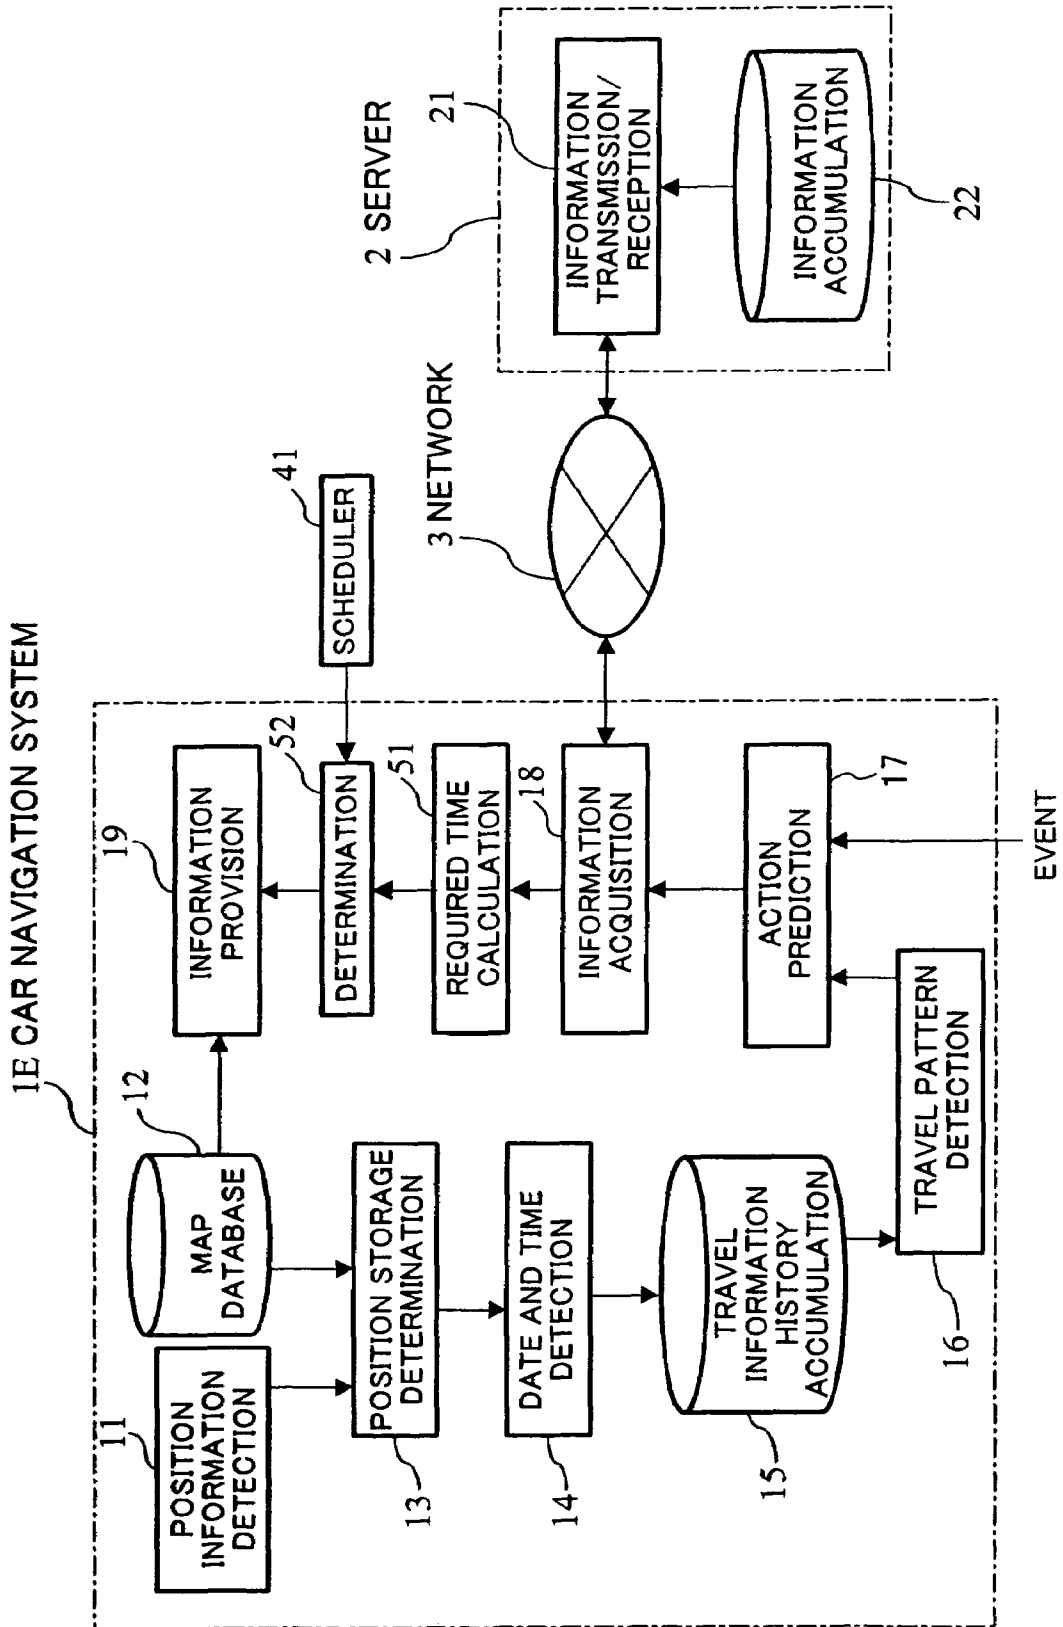 1E CAR NAVIGATION SYSTEM
11
POSITION
INFORMATION
DETECTION
12
MAP
DATABASE
19
INFORMATION
PROVISION
52
DETERMINATION
41
SCHEDULER
POSITION STORAGE
DETERMINATION
13
51
REQUIRED TIME
CALCULATION
DATE AND TIME
DETECTION
14
18
INFORMATION
ACQUISITION
3 NETWORK
2 SERVER
21
INFORMATION
TRANSMISSION/
RECEPTION
TRAVEL
INFORMATION
HISTORY
ACCUMULATION
15
ACTION
PREDICTION
17
INFORMATION
ACCUMULATION
22
TRAVEL PATTERN
DETECTION
16
EVENT